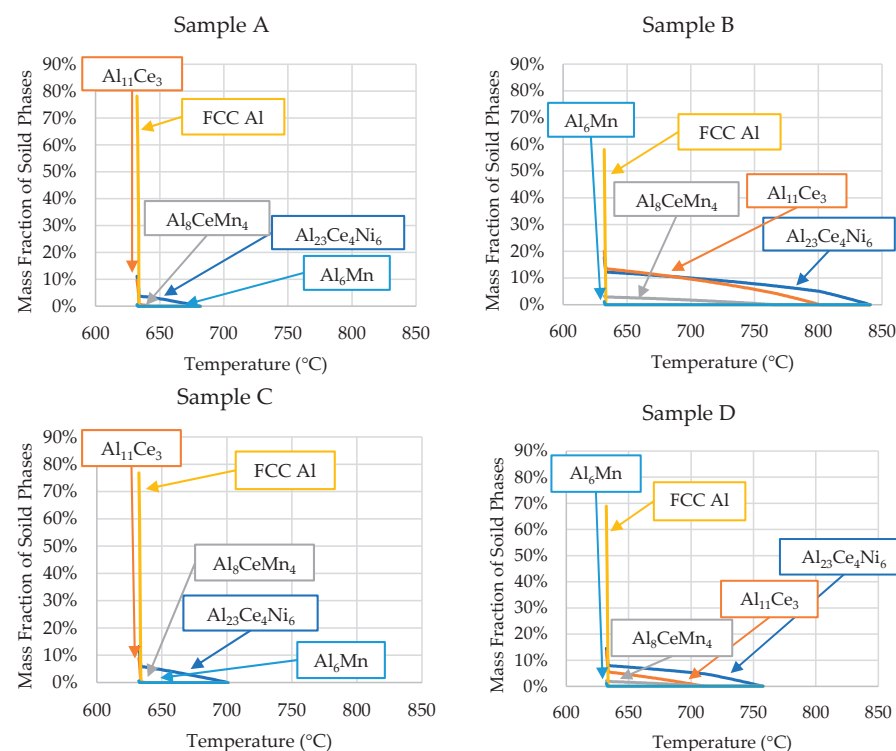 Sample A
Mass Fraction of Soild Phases
90%
80%
70%
60%
50%
40%
30%
20%
10%
0%
Al₁₁Ce₃
FCC Al
Al₈CeMn₄
Al₂₃Ce₄Ni₆
Al₆Mn
600 650 700 750 800 850
Temperature (°C)
Sample B
Mass Fraction of Soild Phases
90%
80%
70%
60%
50%
40%
30%
20%
10%
0%
Al₆Mn
FCC Al
Al₁₁Ce₃
Al₈CeMn₄
Al₂₃Ce₄Ni₆
600 650 700 750 800 850
Temperature (°C)
Sample C
Mass Fraction of Soild Phases
90%
80%
70%
60%
50%
40%
30%
20%
10%
0%
Al₁₁Ce₃
FCC Al
Al₈CeMn₄
Al₂₃Ce₄Ni₆
Al₆Mn
600 650 700 750 800 850
Temperature (°C)
Sample D
Mass Fraction of Soild Phases
90%
80%
70%
60%
50%
40%
30%
20%
10%
0%
Al₆Mn
FCC Al
Al₂₃Ce₄Ni₆
Al₁₁Ce₃
Al₈CeMn₄
600 650 700 750 800 850
Temperature (°C)